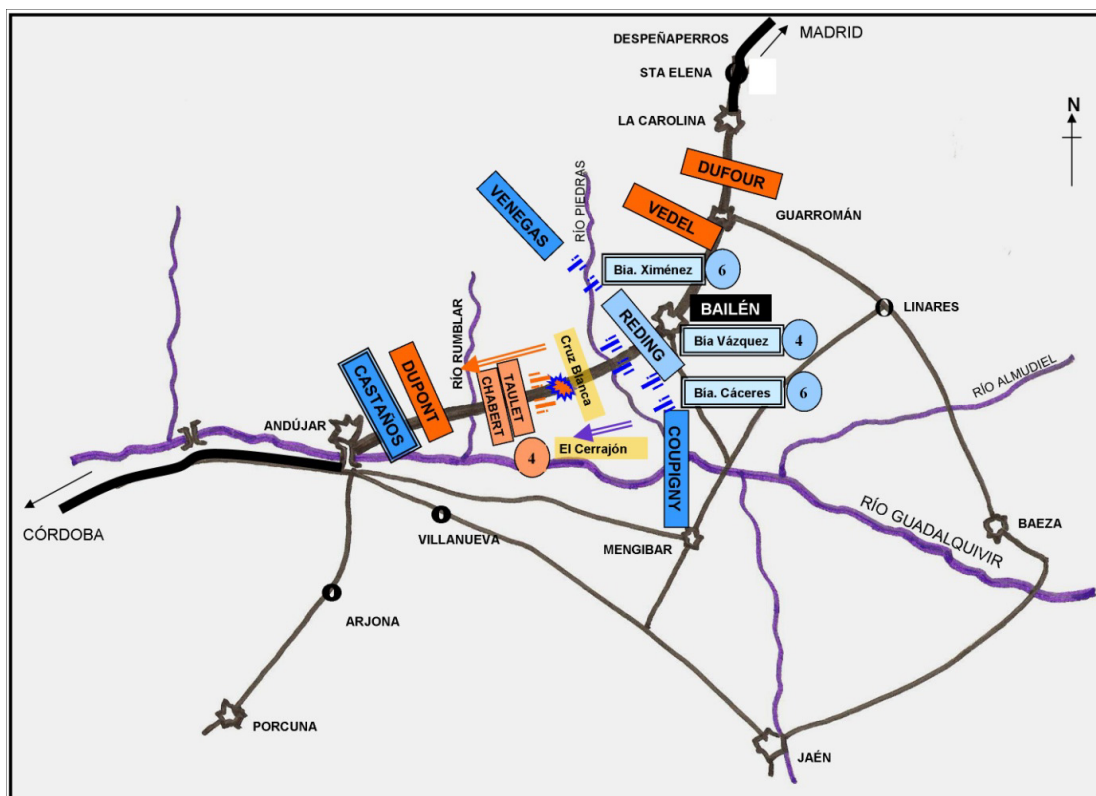 DESPEÑAPERROS
MADRID
STA ELENA
LA CAROLINA
N
DUFOUR
VENEGAS
RÍO PIEDRAS
VEDEL
GUARROMÁN
Bia. Ximénez
6
LINARES
BAILÉN
REDING
Bía Vázquez
4
RÍO RUMBLAR
Cruz Blanca
CASTAÑOS
DUPONT
CHABERT
TAULET
Bía. Cáceres
6
RÍO ALMUDIEL
ANDÚJAR
El Cerrajón
4
COUPIGNY
RÍO GUADALQUIVIR
CÓRDOBA
VILLANUEVA
MENGIBAR
BAEZA
ARJONA
PORCUNA
JAÉN